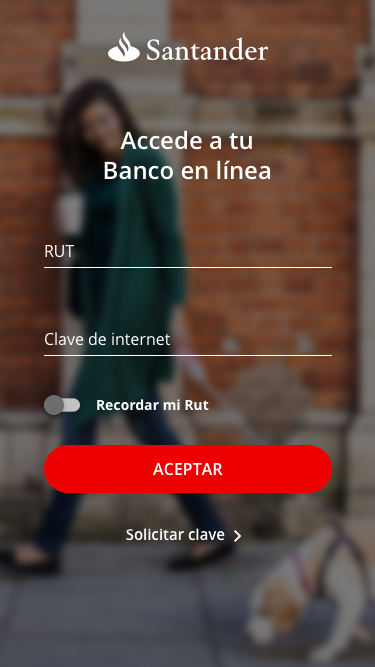 Santander
Accede a tu
Banco en línea
RUT
Clave de internet
Recordar mi Rut
ACEPTAR
Solicitar clave